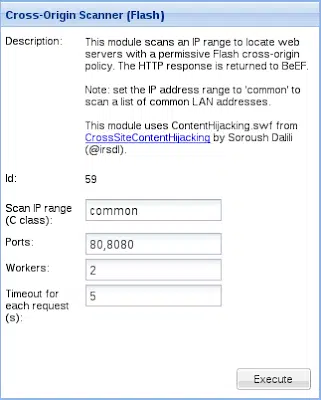 Cross-Origin Scanner (Flash)
Description: This module scans an IP range to locate web
servers with a permissive Flash cross-origin
policy. The HTTP response is returned to BeEF.
Note: set the IP address range to 'common' to
scan a list of common LAN addresses.
This module uses ContentHijacking.swf from
CrossSiteContentHijacking by Soroush Dalili
(@irsdl).
Id: 59
Scan IP range
(C class): common
Ports: 80,8080
Workers: 2
Timeout for
each request
(s): 5
Execute